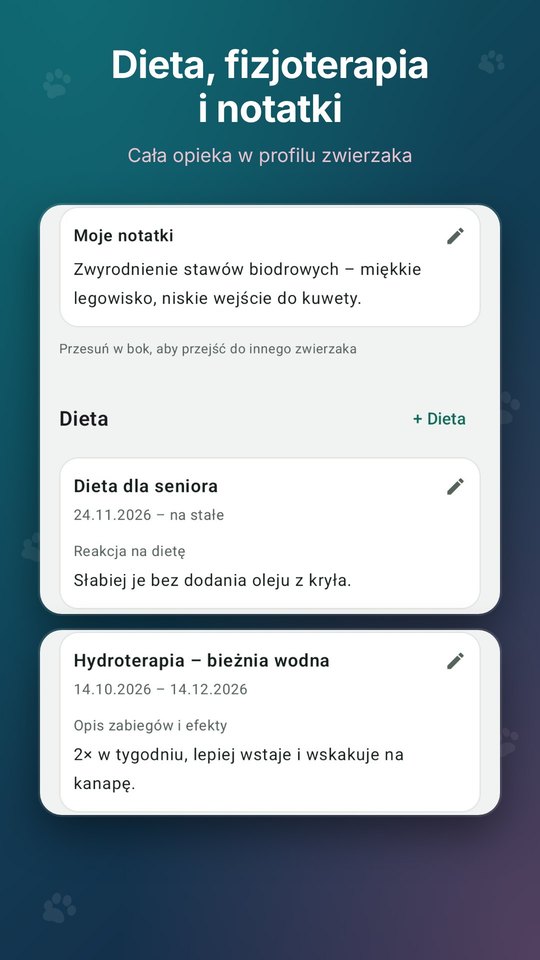 Dieta, fizjoterapia
i notatki
Cała opieka w profilu zwierzaka
Moje notatki
Zwyrodnienie stawów biodrowych – miękkie
legowisko, niskie wejście do kuwety.
Przesuń w bok, aby przejść do innego zwierzaka
Dieta
+ Dieta
Dieta dla seniora
24.11.2026 – na stałe
Reakcja na dietę
Słabiej je bez dodania oleju z kryla.
Hydroterapia – bieżnia wodna
14.10.2026 – 14.12.2026
Opis zabiegów i efekty
2× w tygodniu, lepiej wstaje i wskakuje na
kanapę.